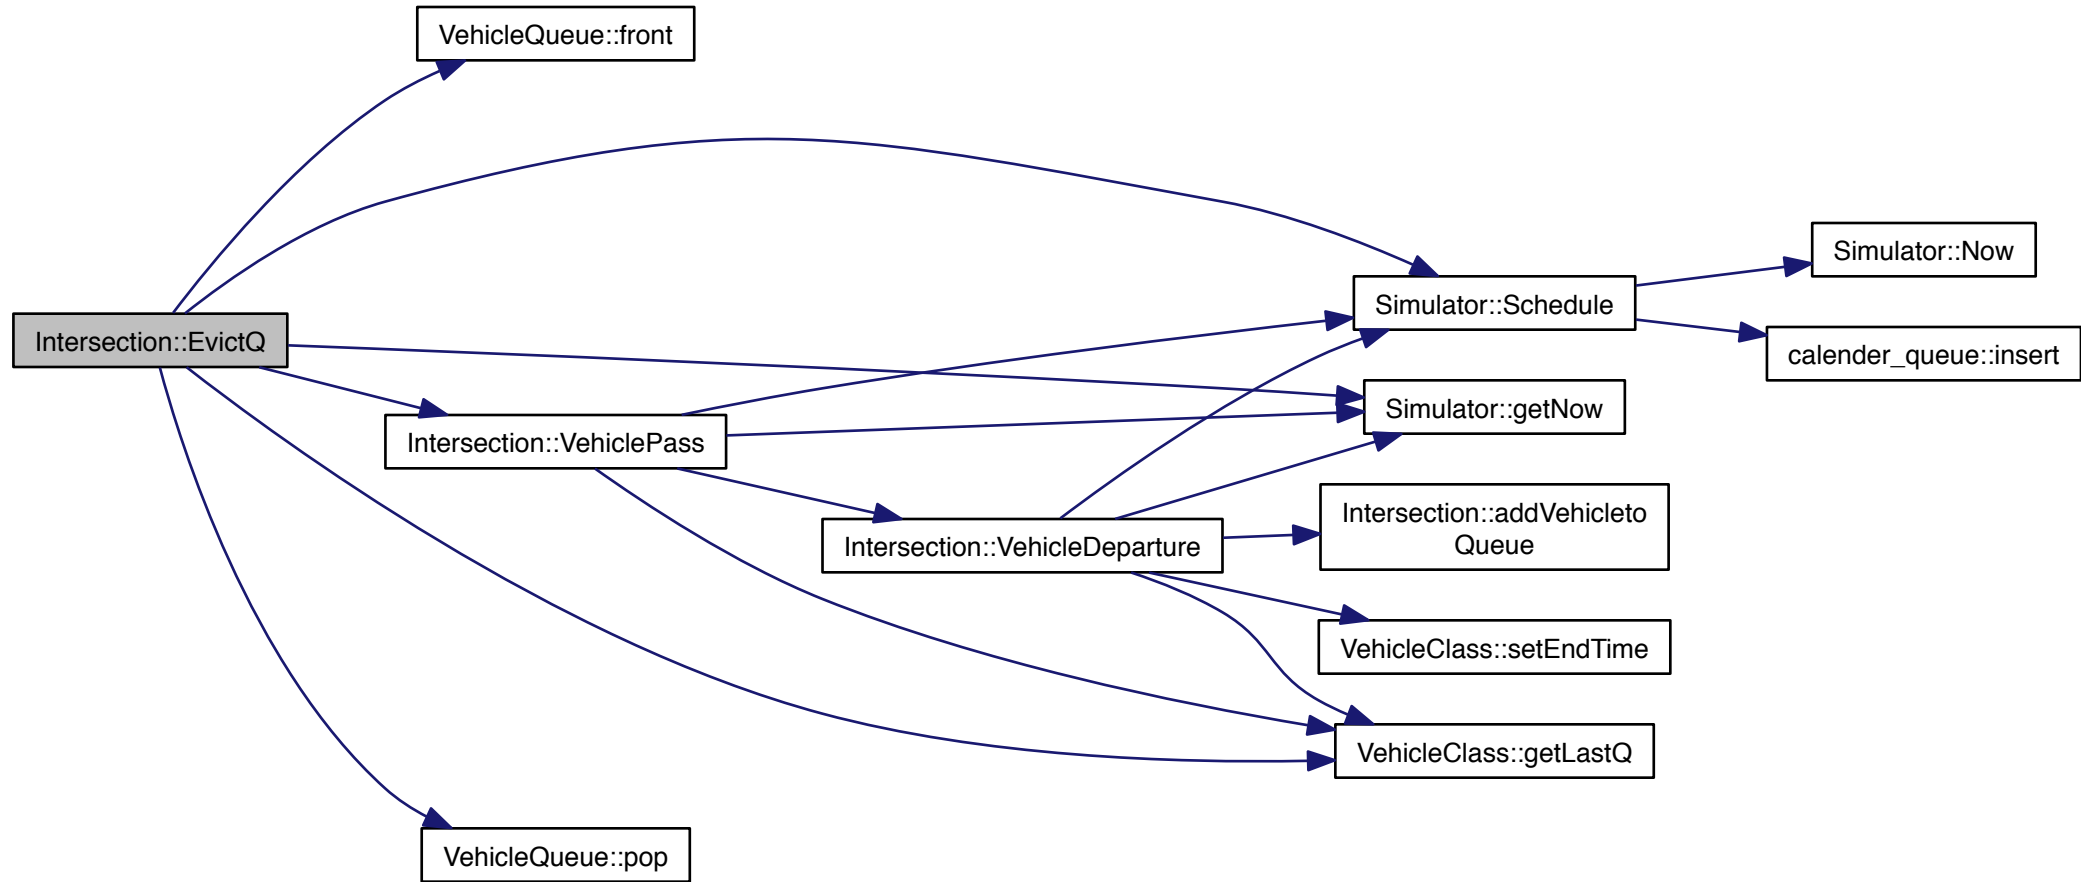 VehicleQueue::front
Simulator::Now
Simulator::Schedule
Intersection::EvictQ
calender_queue::insert
Simulator::getNow
Intersection::VehiclePass
Intersection::addVehicleto
Queue
Intersection::VehicleDeparture
VehicleClass::setEndTime
VehicleClass::getLastQ
VehicleQueue::pop